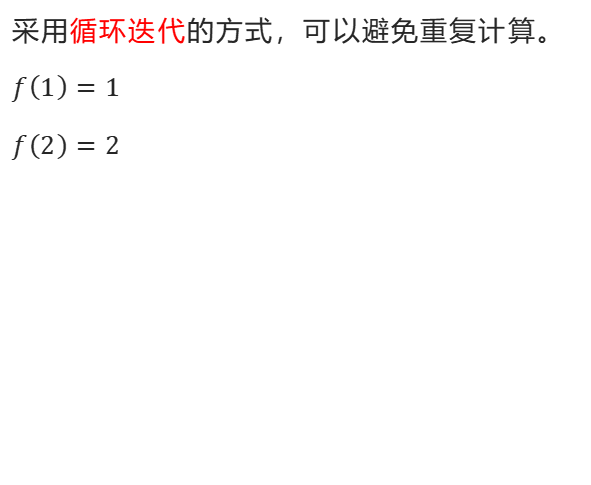 采用循环迭代的方式，可以避免重复计算。
f(1) = 1
f(2) = 2